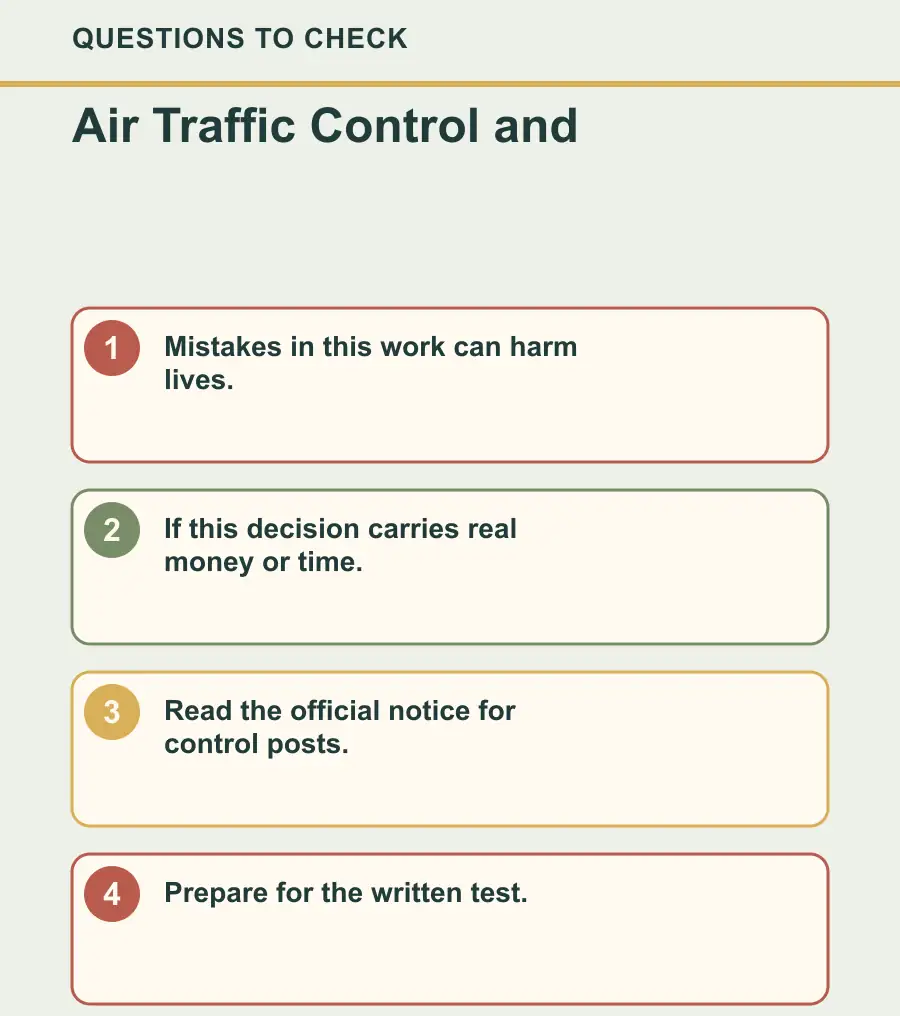 QUESTIONS TO CHECK
Air Traffic Control and
1
Mistakes in this work can harm
lives.
2
If this decision carries real
money or time.
3
Read the official notice for
control posts.
4
Prepare for the written test.